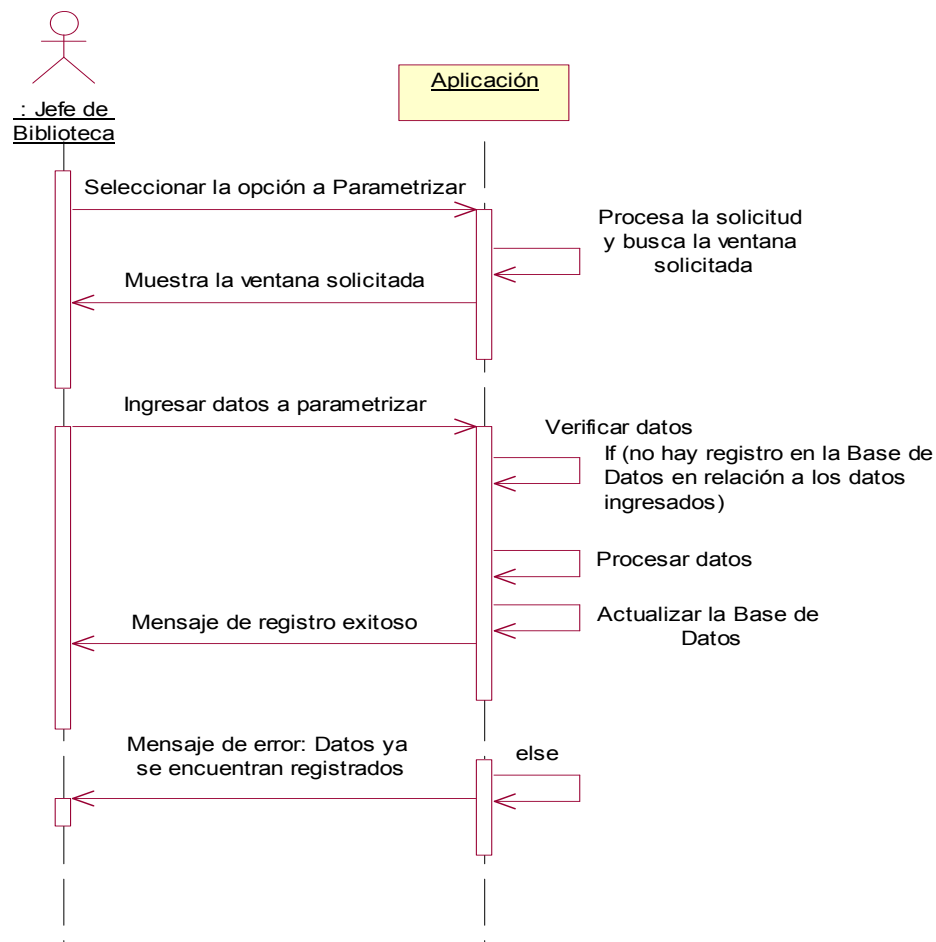 : Jefe de
Biblioteca
Aplicación
Seleccionar la opción a Parametrizar
Procesa la solicitud
y busca la ventana
solicitada
Muestra la ventana solicitada
Ingresar datos a parametrizar
Verificar datos
If (no hay registro en la Base de
Datos en relación a los datos
ingresados)
Procesar datos
Actualizar la Base de
Datos
Mensaje de registro exitoso
Mensaje de error: Datos ya
se encuentran registrados
else